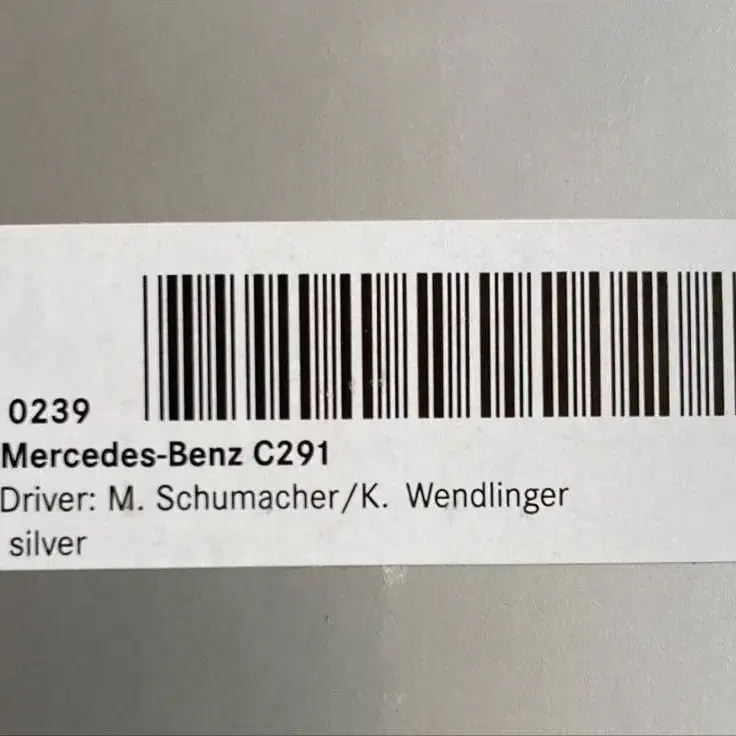 0239
Mercedes-Benz C291
Driver: M. Schumacher/K. Wendlinger
silver